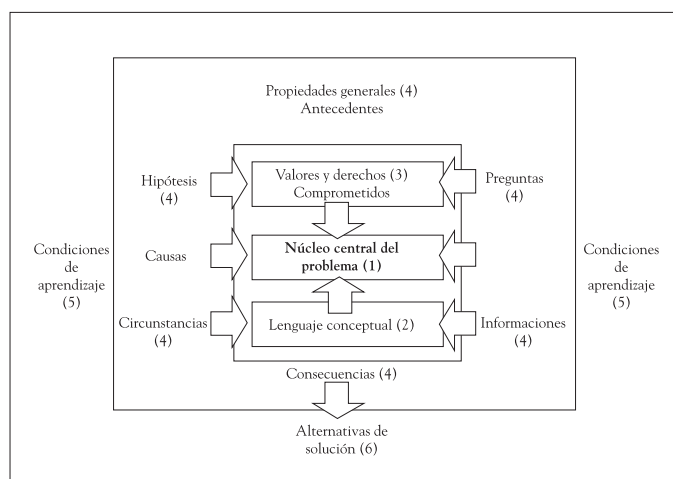 Propiedades generales (4)
Antecedentes
Hipótesis
(4)
Valores y derechos (3)
Comprometidos
Preguntas
(4)
Condiciones
de
aprendizaje
(5)
Causas
Núcleo central del
problema (1)
Condiciones
de
aprendizaje
(5)
Circunstancias
(4)
Lenguaje conceptual (2)
Informaciones
(4)
Consecuencias (4)
Alternativas de
solución (6)